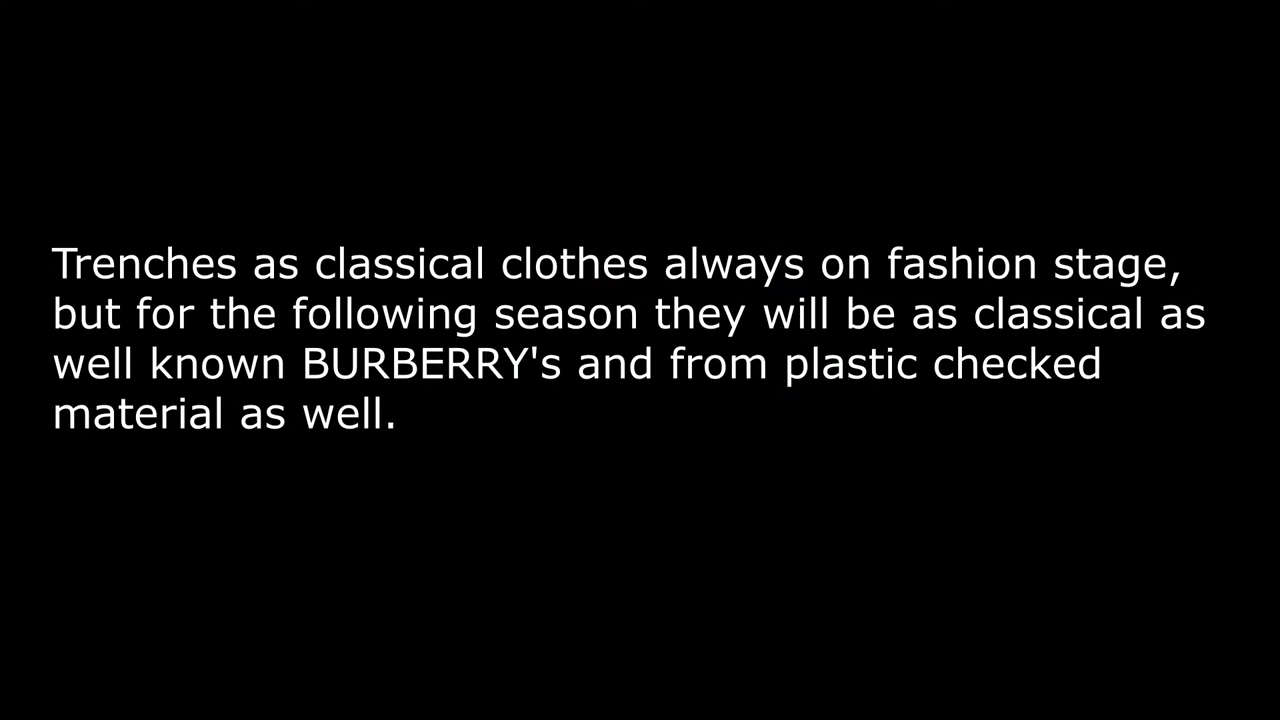 Trenches as classical clothes always on fashion stage,
but for the following season they will be as classical as
well known BURBERRY's and from plastic checked
material as well.